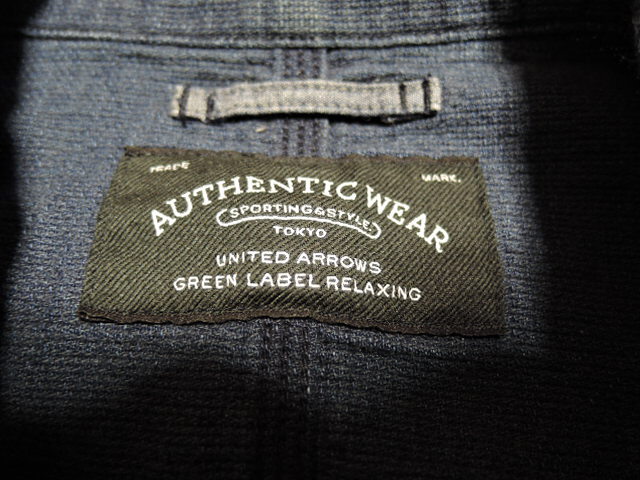 TRADE MARK.
AUTHENTIC WEAR
SPORTING&STYLE
TOKYO
UNITED ARROWS
GREEN LABEL RELAXING